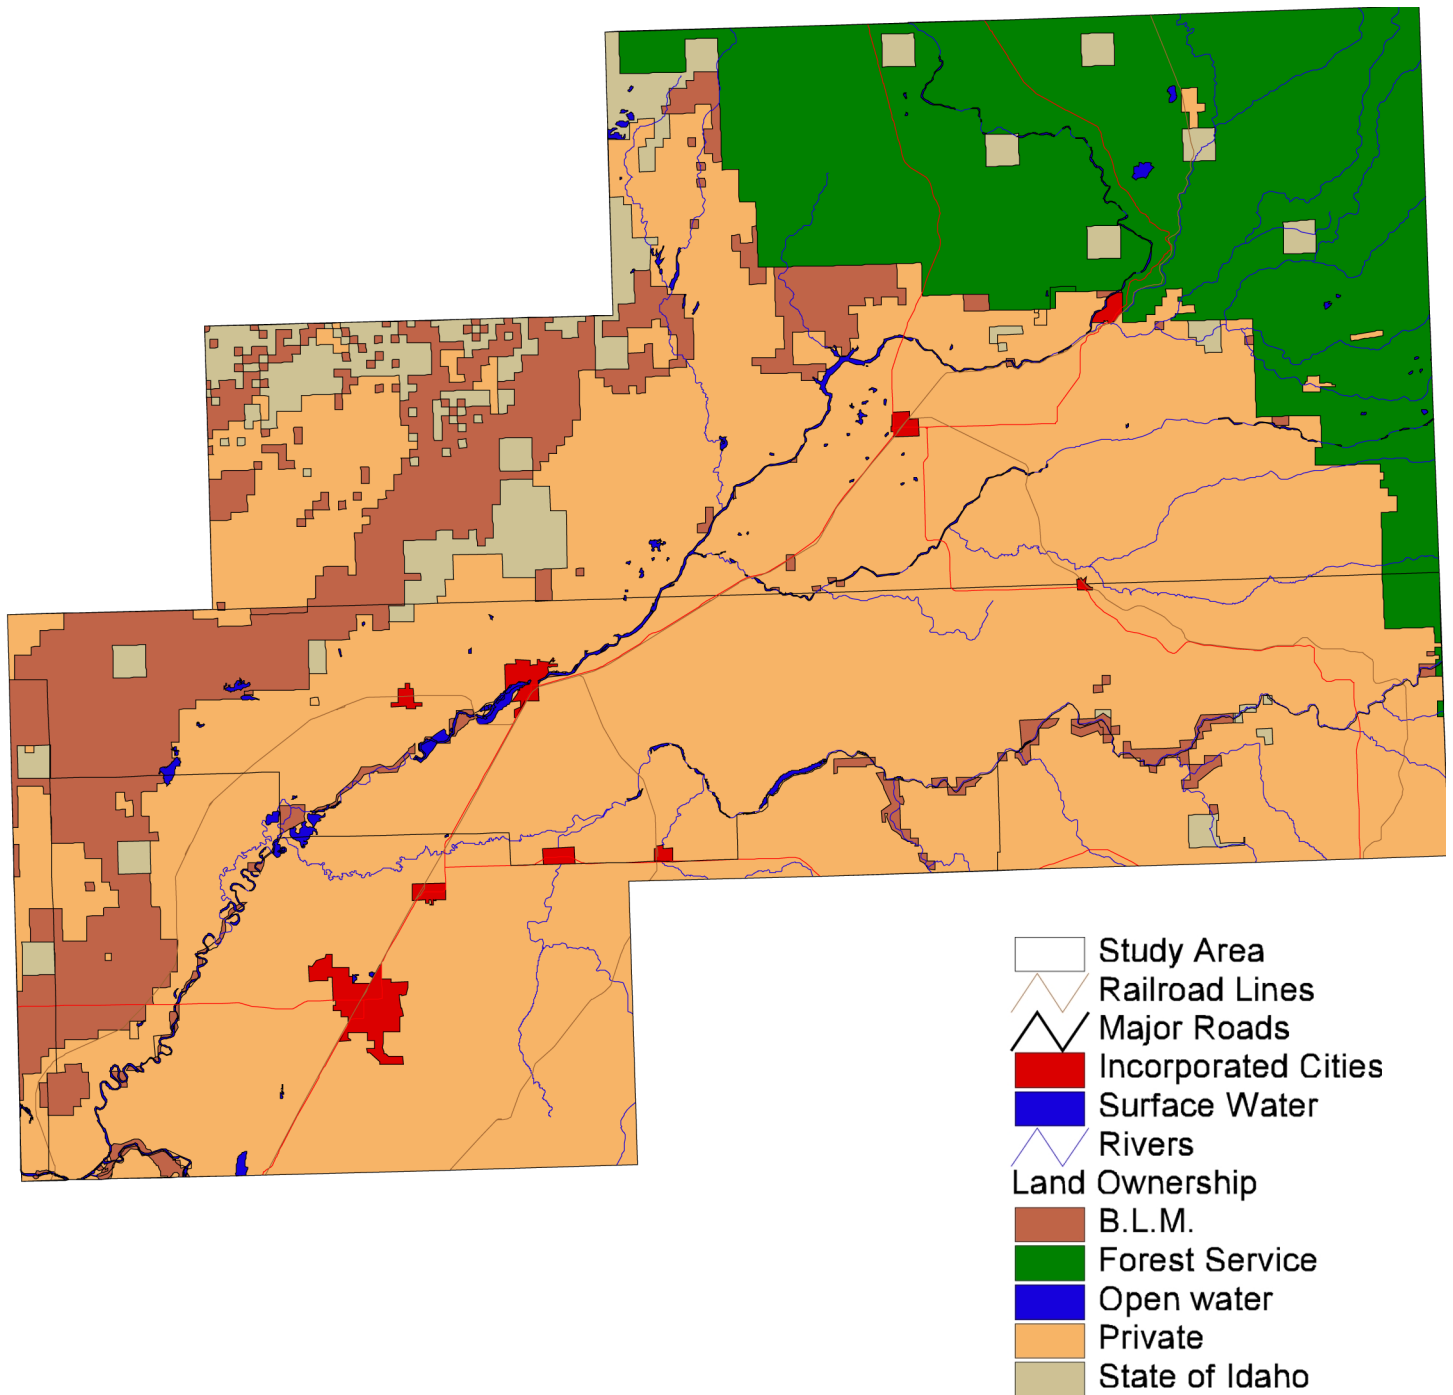 Study Area
Railroad Lines
Major Roads
Incorporated Cities
Surface Water
Rivers
Land Ownership
B.L.M.
Forest Service
Open water
Private
State of Idaho